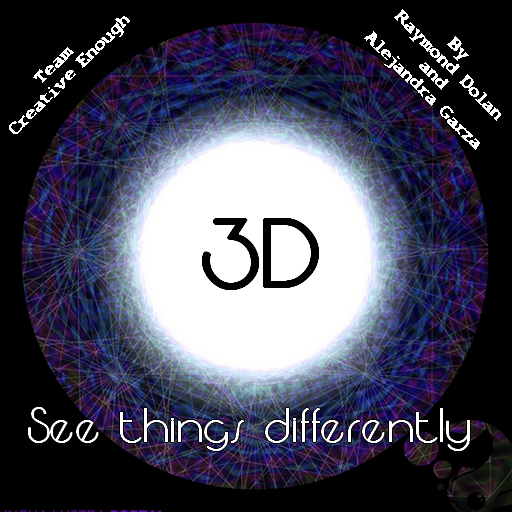 Team
Creative Enough
By
Raymond Dolan
and
Alejandra Garza
3D
See things differently